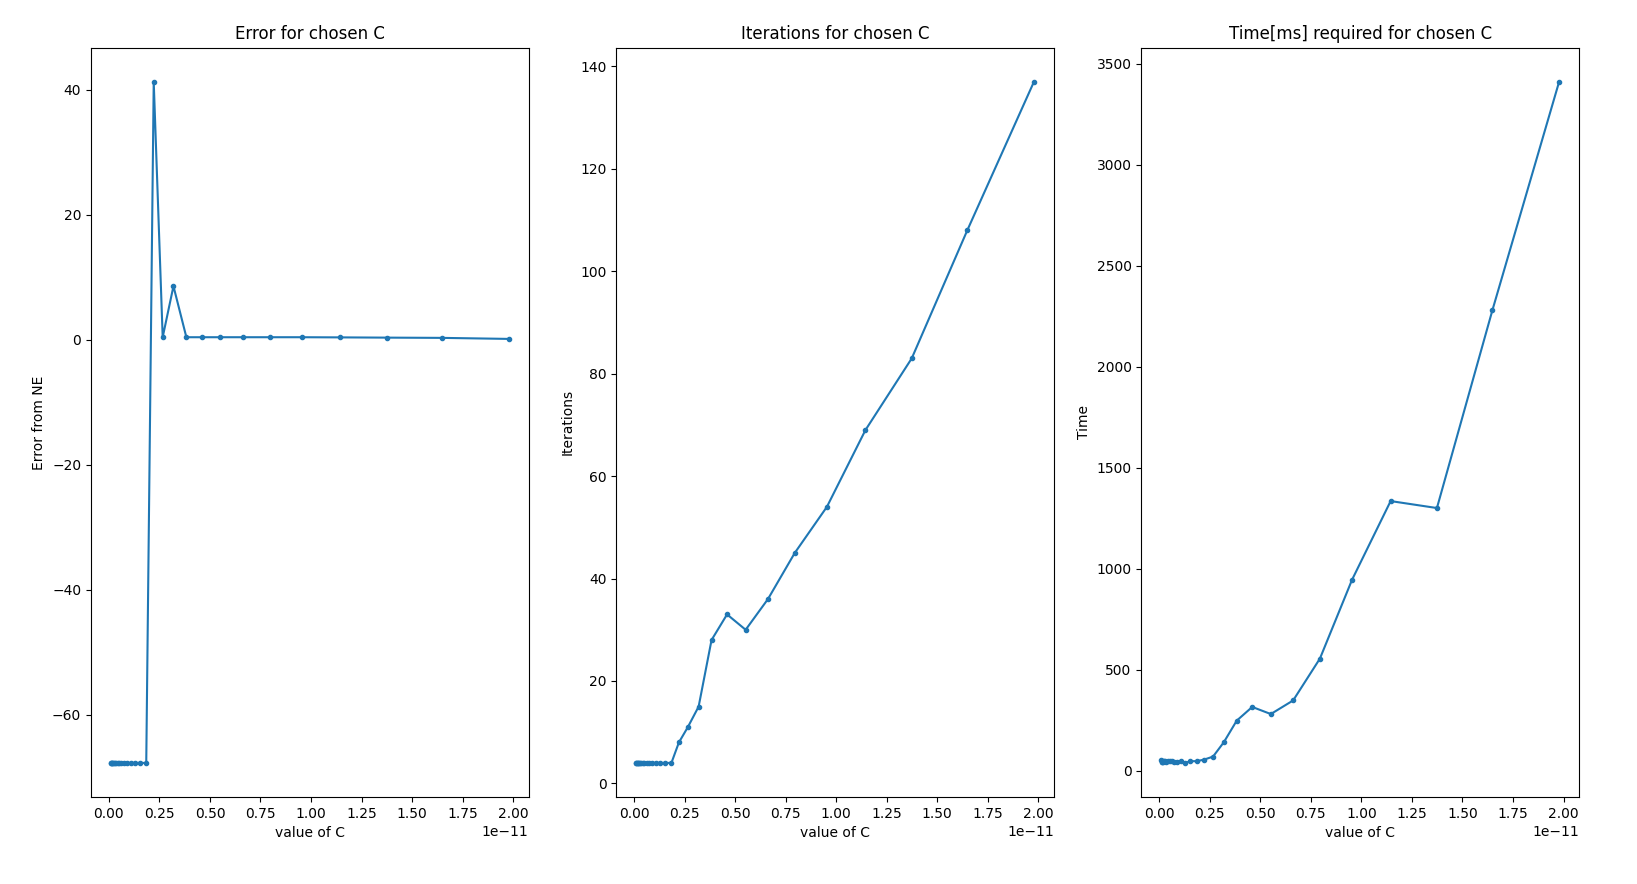 Error for chosen C
Iterations for chosen C
Time[ms] required for chosen C
40
20
0
−20
−40
−60
Error from NE
0.00 0.25 0.50 0.75 1.00 1.25 1.50 1.75 2.00
value of C
1e−11
140
120
100
80
60
40
20
0
Iterations
0.00 0.25 0.50 0.75 1.00 1.25 1.50 1.75 2.00
value of C
1e−11
3500
3000
2500
2000
1500
1000
500
0
Time
0.00 0.25 0.50 0.75 1.00 1.25 1.50 1.75 2.00
value of C
1e−11